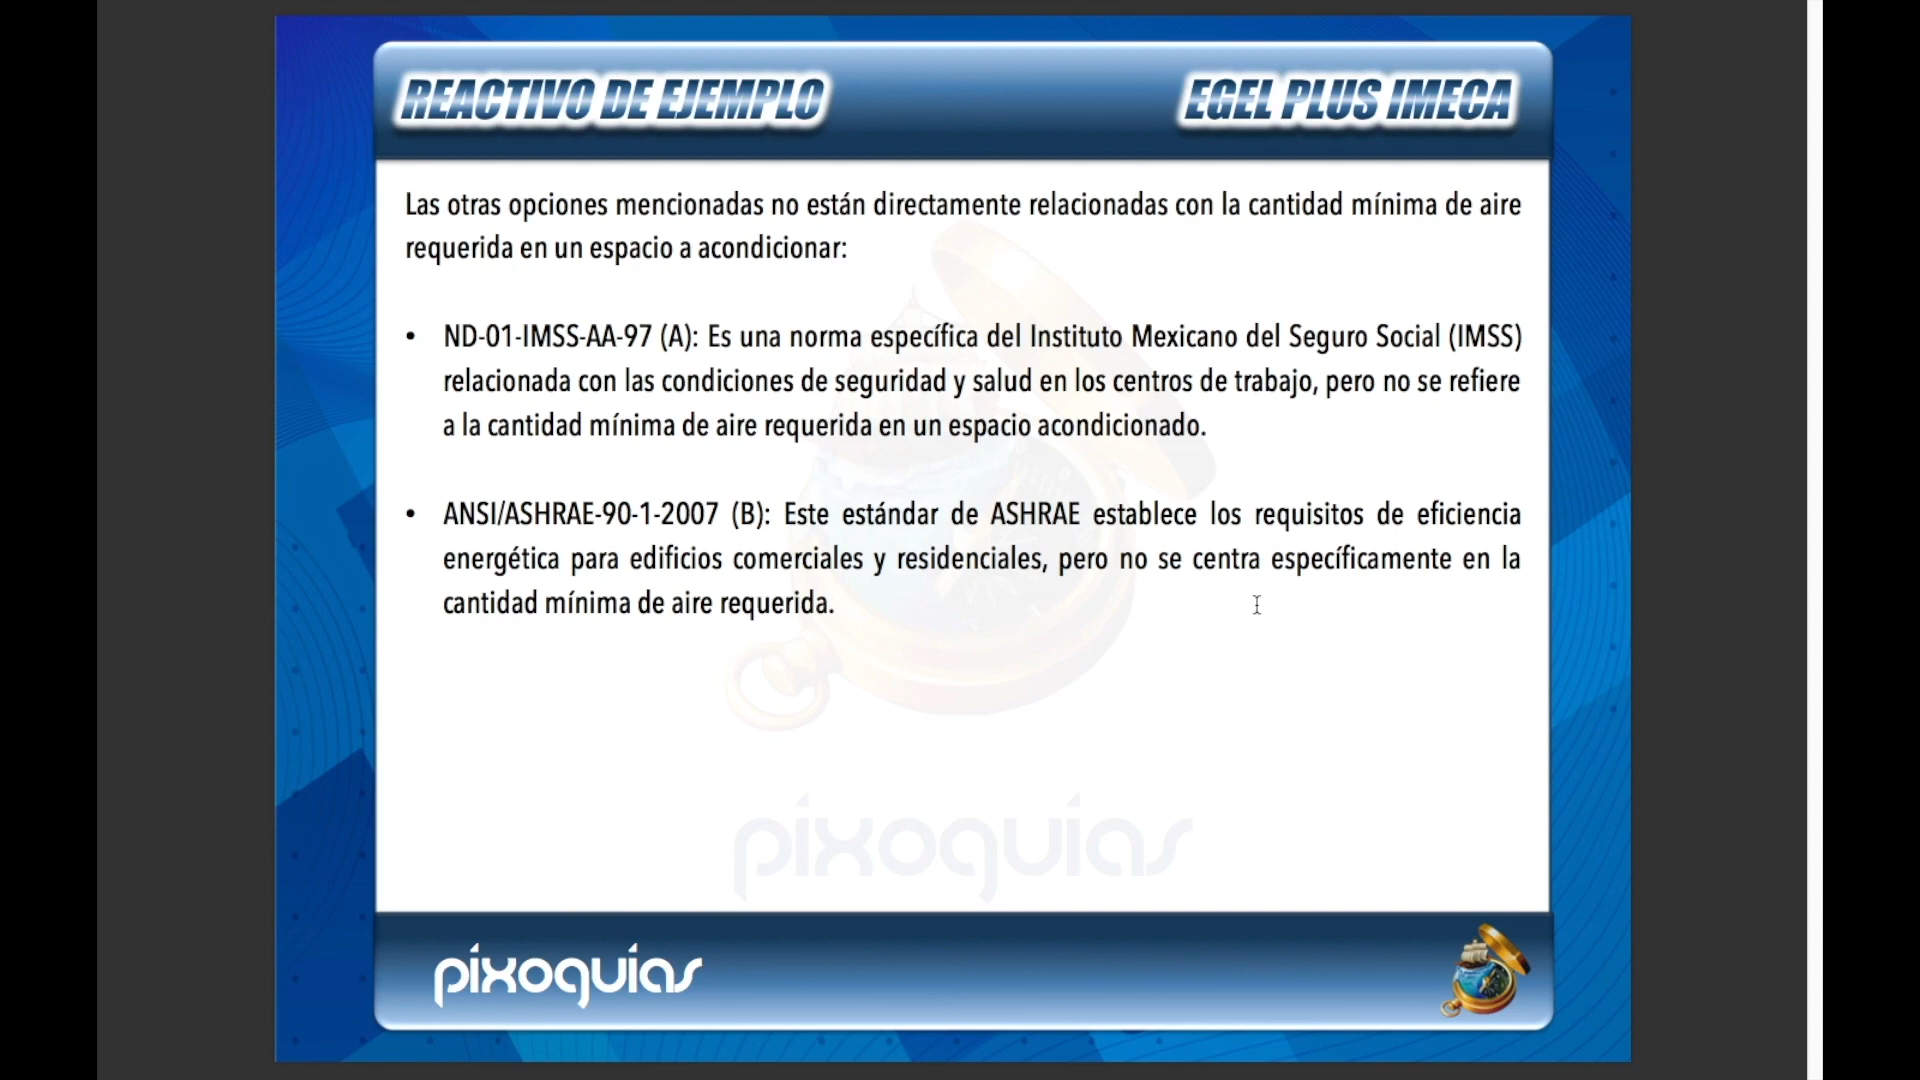 REACTIVO DE EJEMPLO
EGEL PLUS IMECA
Las otras opciones mencionadas no están directamente relacionadas con la cantidad mínima de aire
requerida en un espacio a acondicionar:
• ND-01-IMSS-AA-97 (A): Es una norma específica del Instituto Mexicano del Seguro Social (IMSS)
relacionada con las condiciones de seguridad y salud en los centros de trabajo, pero no se refiere
a la cantidad mínima de aire requerida en un espacio acondicionado.
• ANSI/ASHRAE-90-1-2007 (B): Este estándar de ASHRAE establece los requisitos de eficiencia
energética para edificios comerciales y residenciales, pero no se centra específicamente en la
cantidad mínima de aire requerida.
pixoguías
pixoguías